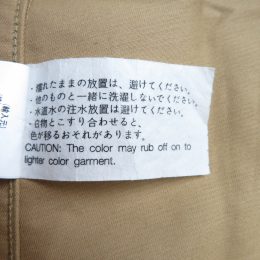 ・濡れたままの放置は、避けてください。
・他のものと一緒に洗濯しないでください。
・水道水の注水放置は、避けてください。
・白物とこすり合わせると、
色が移るおそれがあります。
CAUTION: The color may rub off on to
lighter color garment.